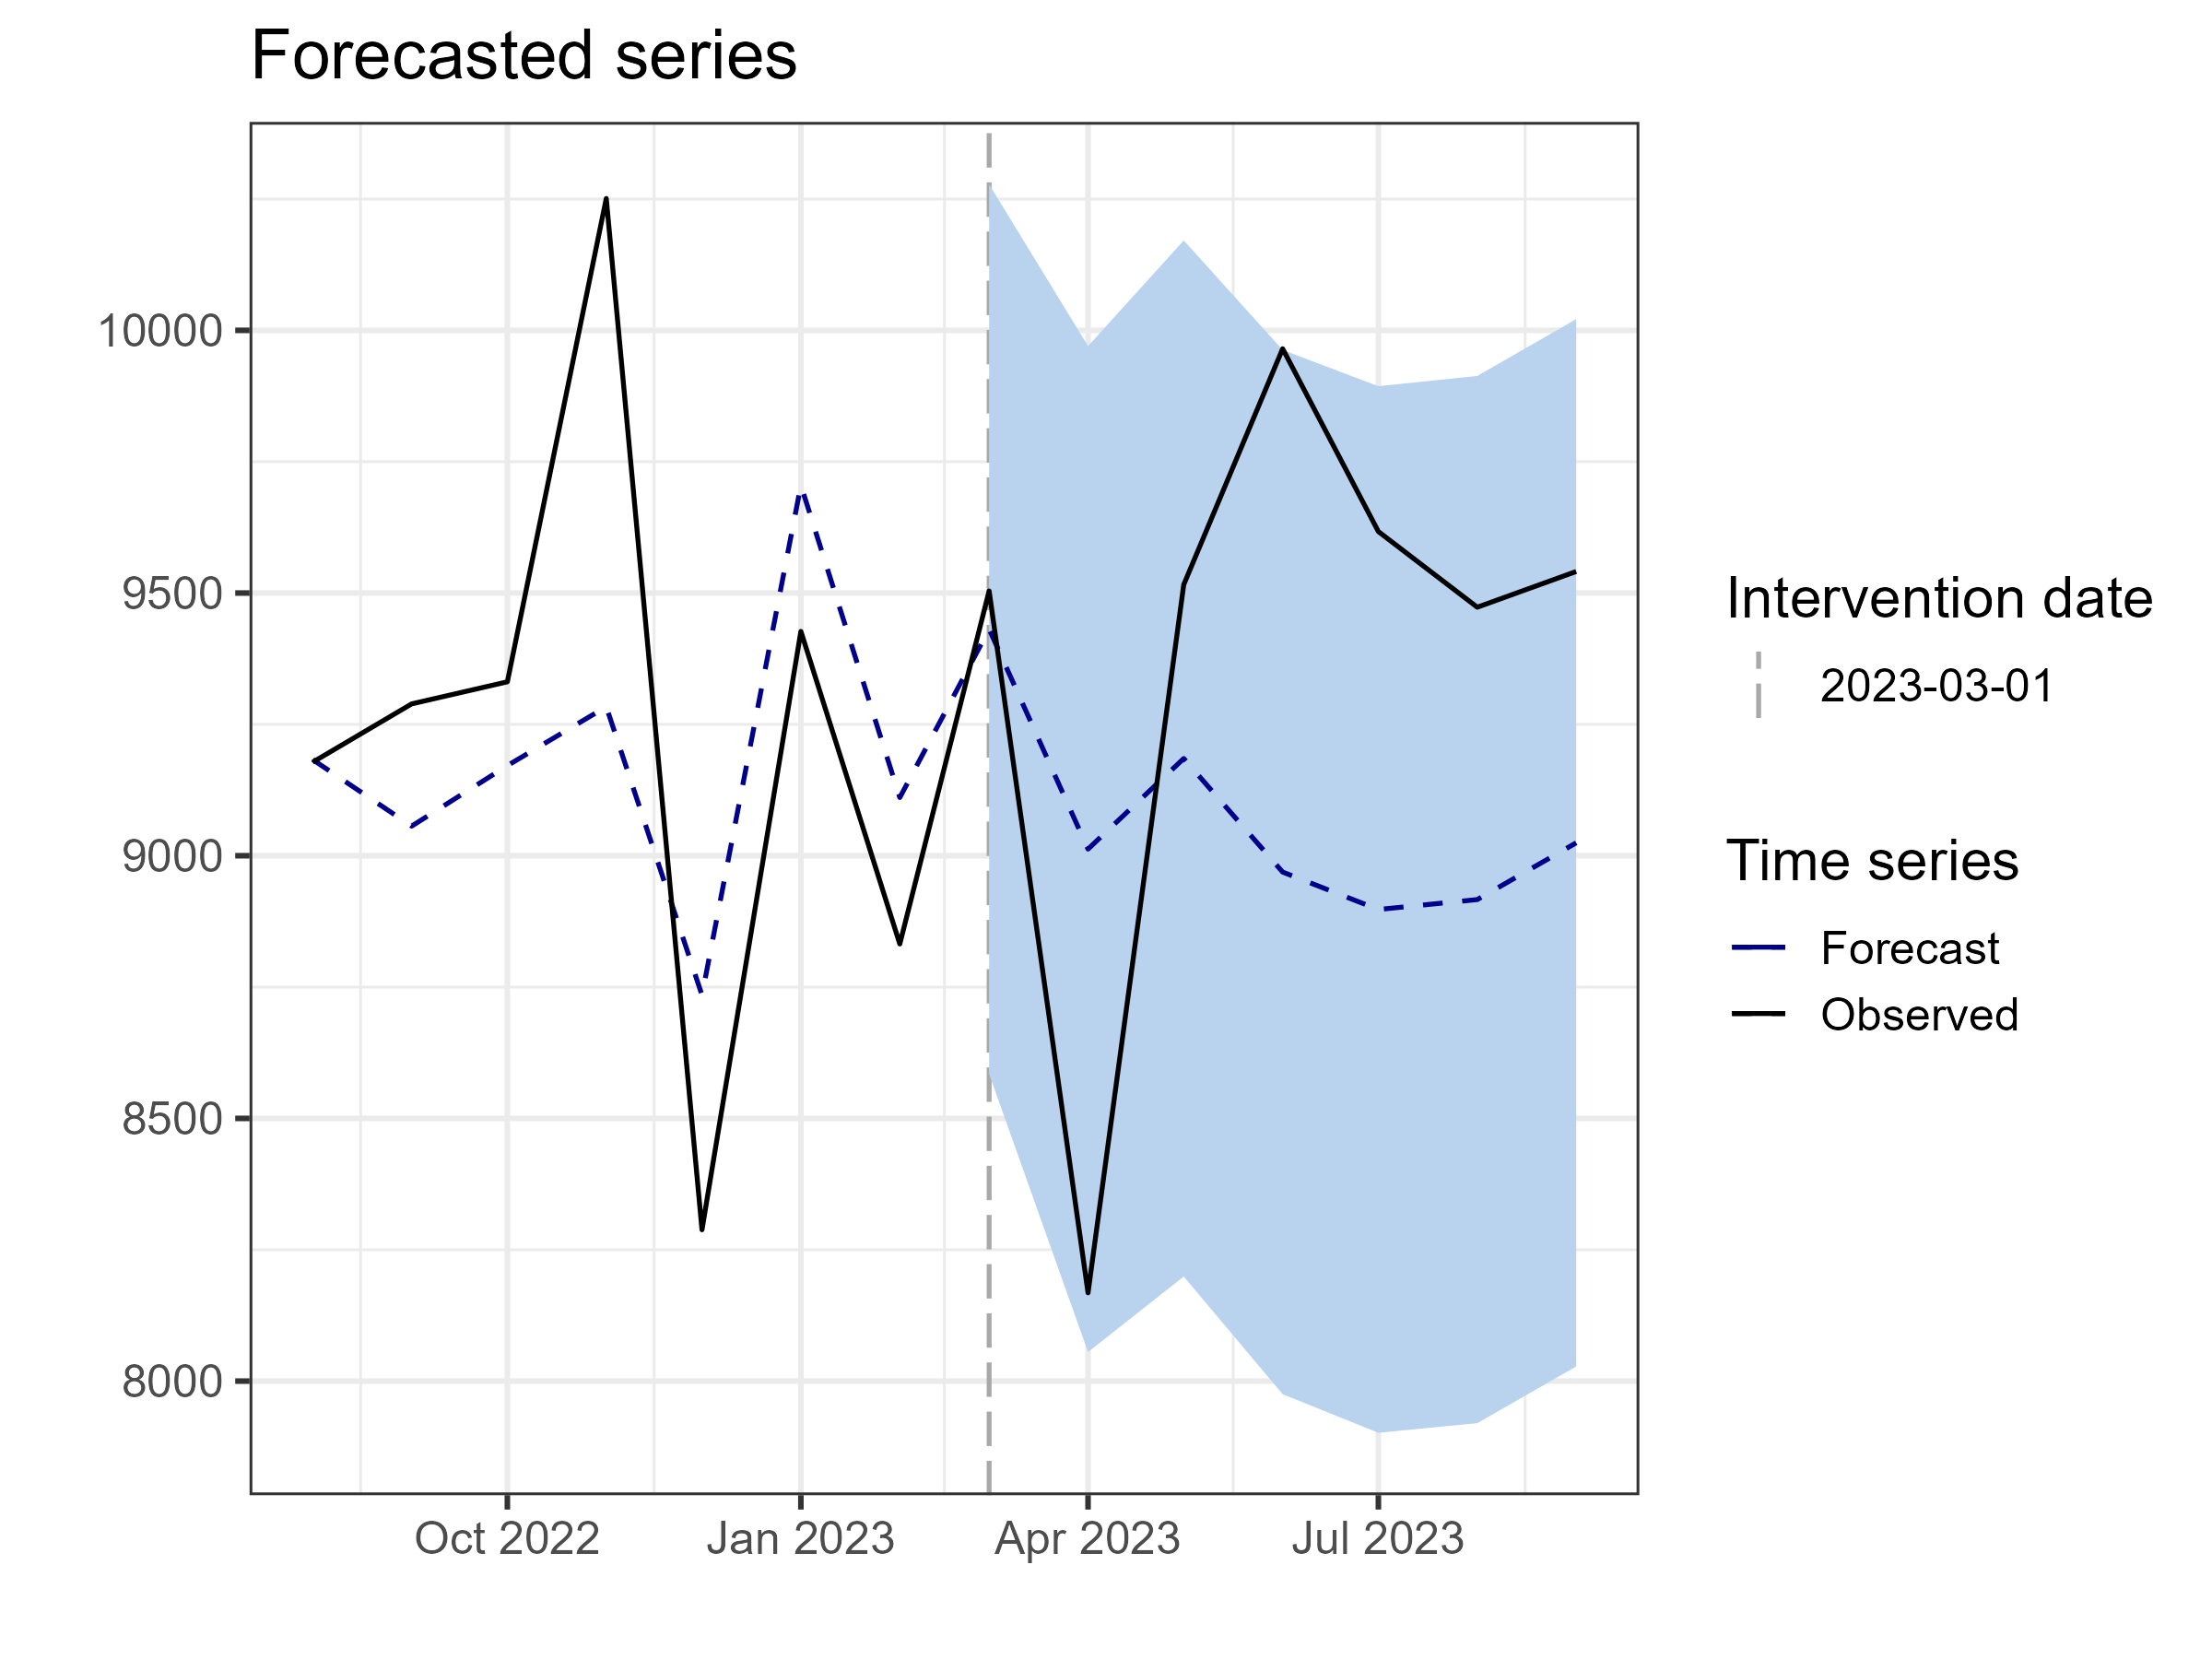 Forecasted series
10000
9500
9000
8500
8000
Oct 2022
Jan 2023
Apr 2023
Jul 2023
Intervention date
2023-03-01
Time series
Forecast
Observed